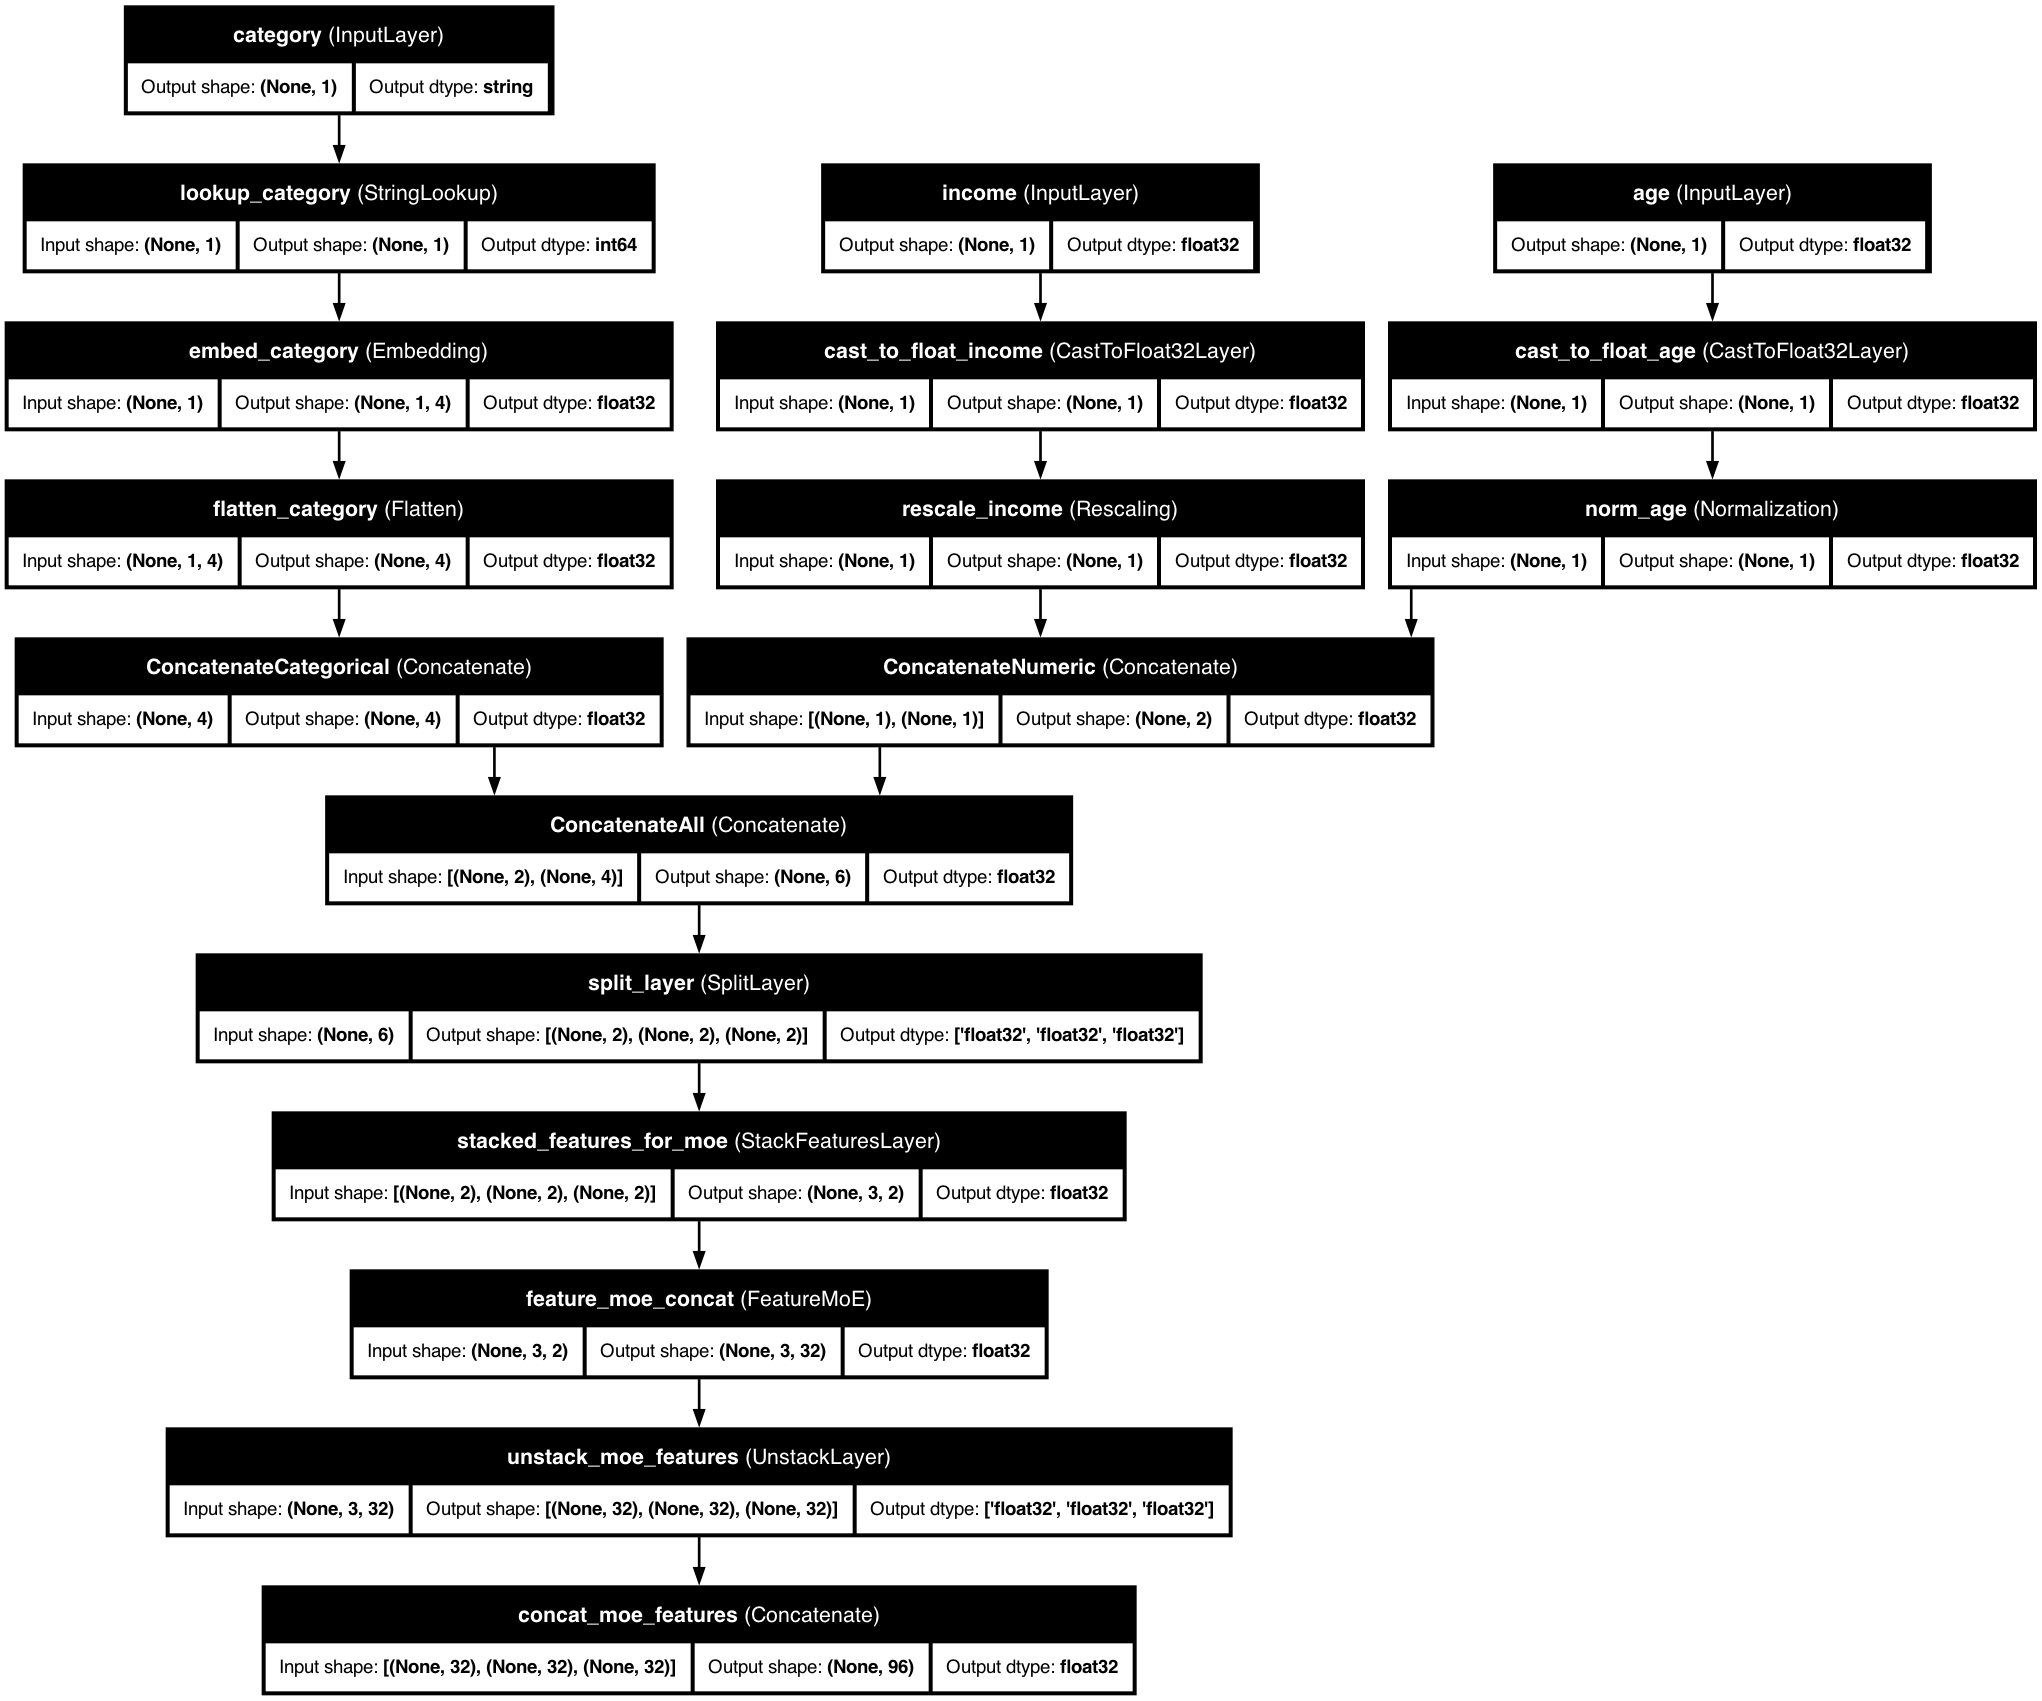 category (InputLayer)
Output shape: (None, 1) Output dtype: string
lookup_category (StringLookup)
Input shape: (None, 1) Output shape: (None, 1) Output dtype: int64
income (InputLayer)
Output shape: (None, 1) Output dtype: float32
age (InputLayer)
Output shape: (None, 1) Output dtype: float32
embed_category (Embedding)
Input shape: (None, 1) Output shape: (None, 1, 4) Output dtype: float32
cast_to_float_income (CastToFloat32Layer)
Input shape: (None, 1) Output shape: (None, 1) Output dtype: float32
cast_to_float_age (CastToFloat32Layer)
Input shape: (None, 1) Output shape: (None, 1) Output dtype: float32
flatten_category (Flatten)
Input shape: (None, 1, 4) Output shape: (None, 4) Output dtype: float32
rescale_income (Rescaling)
Input shape: (None, 1) Output shape: (None, 1) Output dtype: float32
norm_age (Normalization)
Input shape: (None, 1) Output shape: (None, 1) Output dtype: float32
ConcatenateCategorical (Concatenate)
Input shape: (None, 4) Output shape: (None, 4) Output dtype: float32
ConcatenateNumeric (Concatenate)
Input shape: [(None, 1), (None, 1)] Output shape: (None, 2) Output dtype: float32
ConcatenateAll (Concatenate)
Input shape: [(None, 2), (None, 4)] Output shape: (None, 6) Output dtype: float32
split_layer (SplitLayer)
Input shape: (None, 6) Output shape: [(None, 2), (None, 2), (None, 2)] Output dtype: ['float32', 'float32', 'float32']
stacked_features_for_moe (StackFeaturesLayer)
Input shape: [(None, 2), (None, 2), (None, 2)] Output shape: (None, 3, 2) Output dtype: float32
feature_moe_concat (FeatureMoE)
Input shape: (None, 3, 2) Output shape: (None, 3, 32) Output dtype: float32
unstack_moe_features (UnstackLayer)
Input shape: (None, 3, 32) Output shape: [(None, 32), (None, 32), (None, 32)] Output dtype: ['float32', 'float32', 'float32']
concat_moe_features (Concatenate)
Input shape: [(None, 32), (None, 32), (None, 32)] Output shape: (None, 96) Output dtype: float32